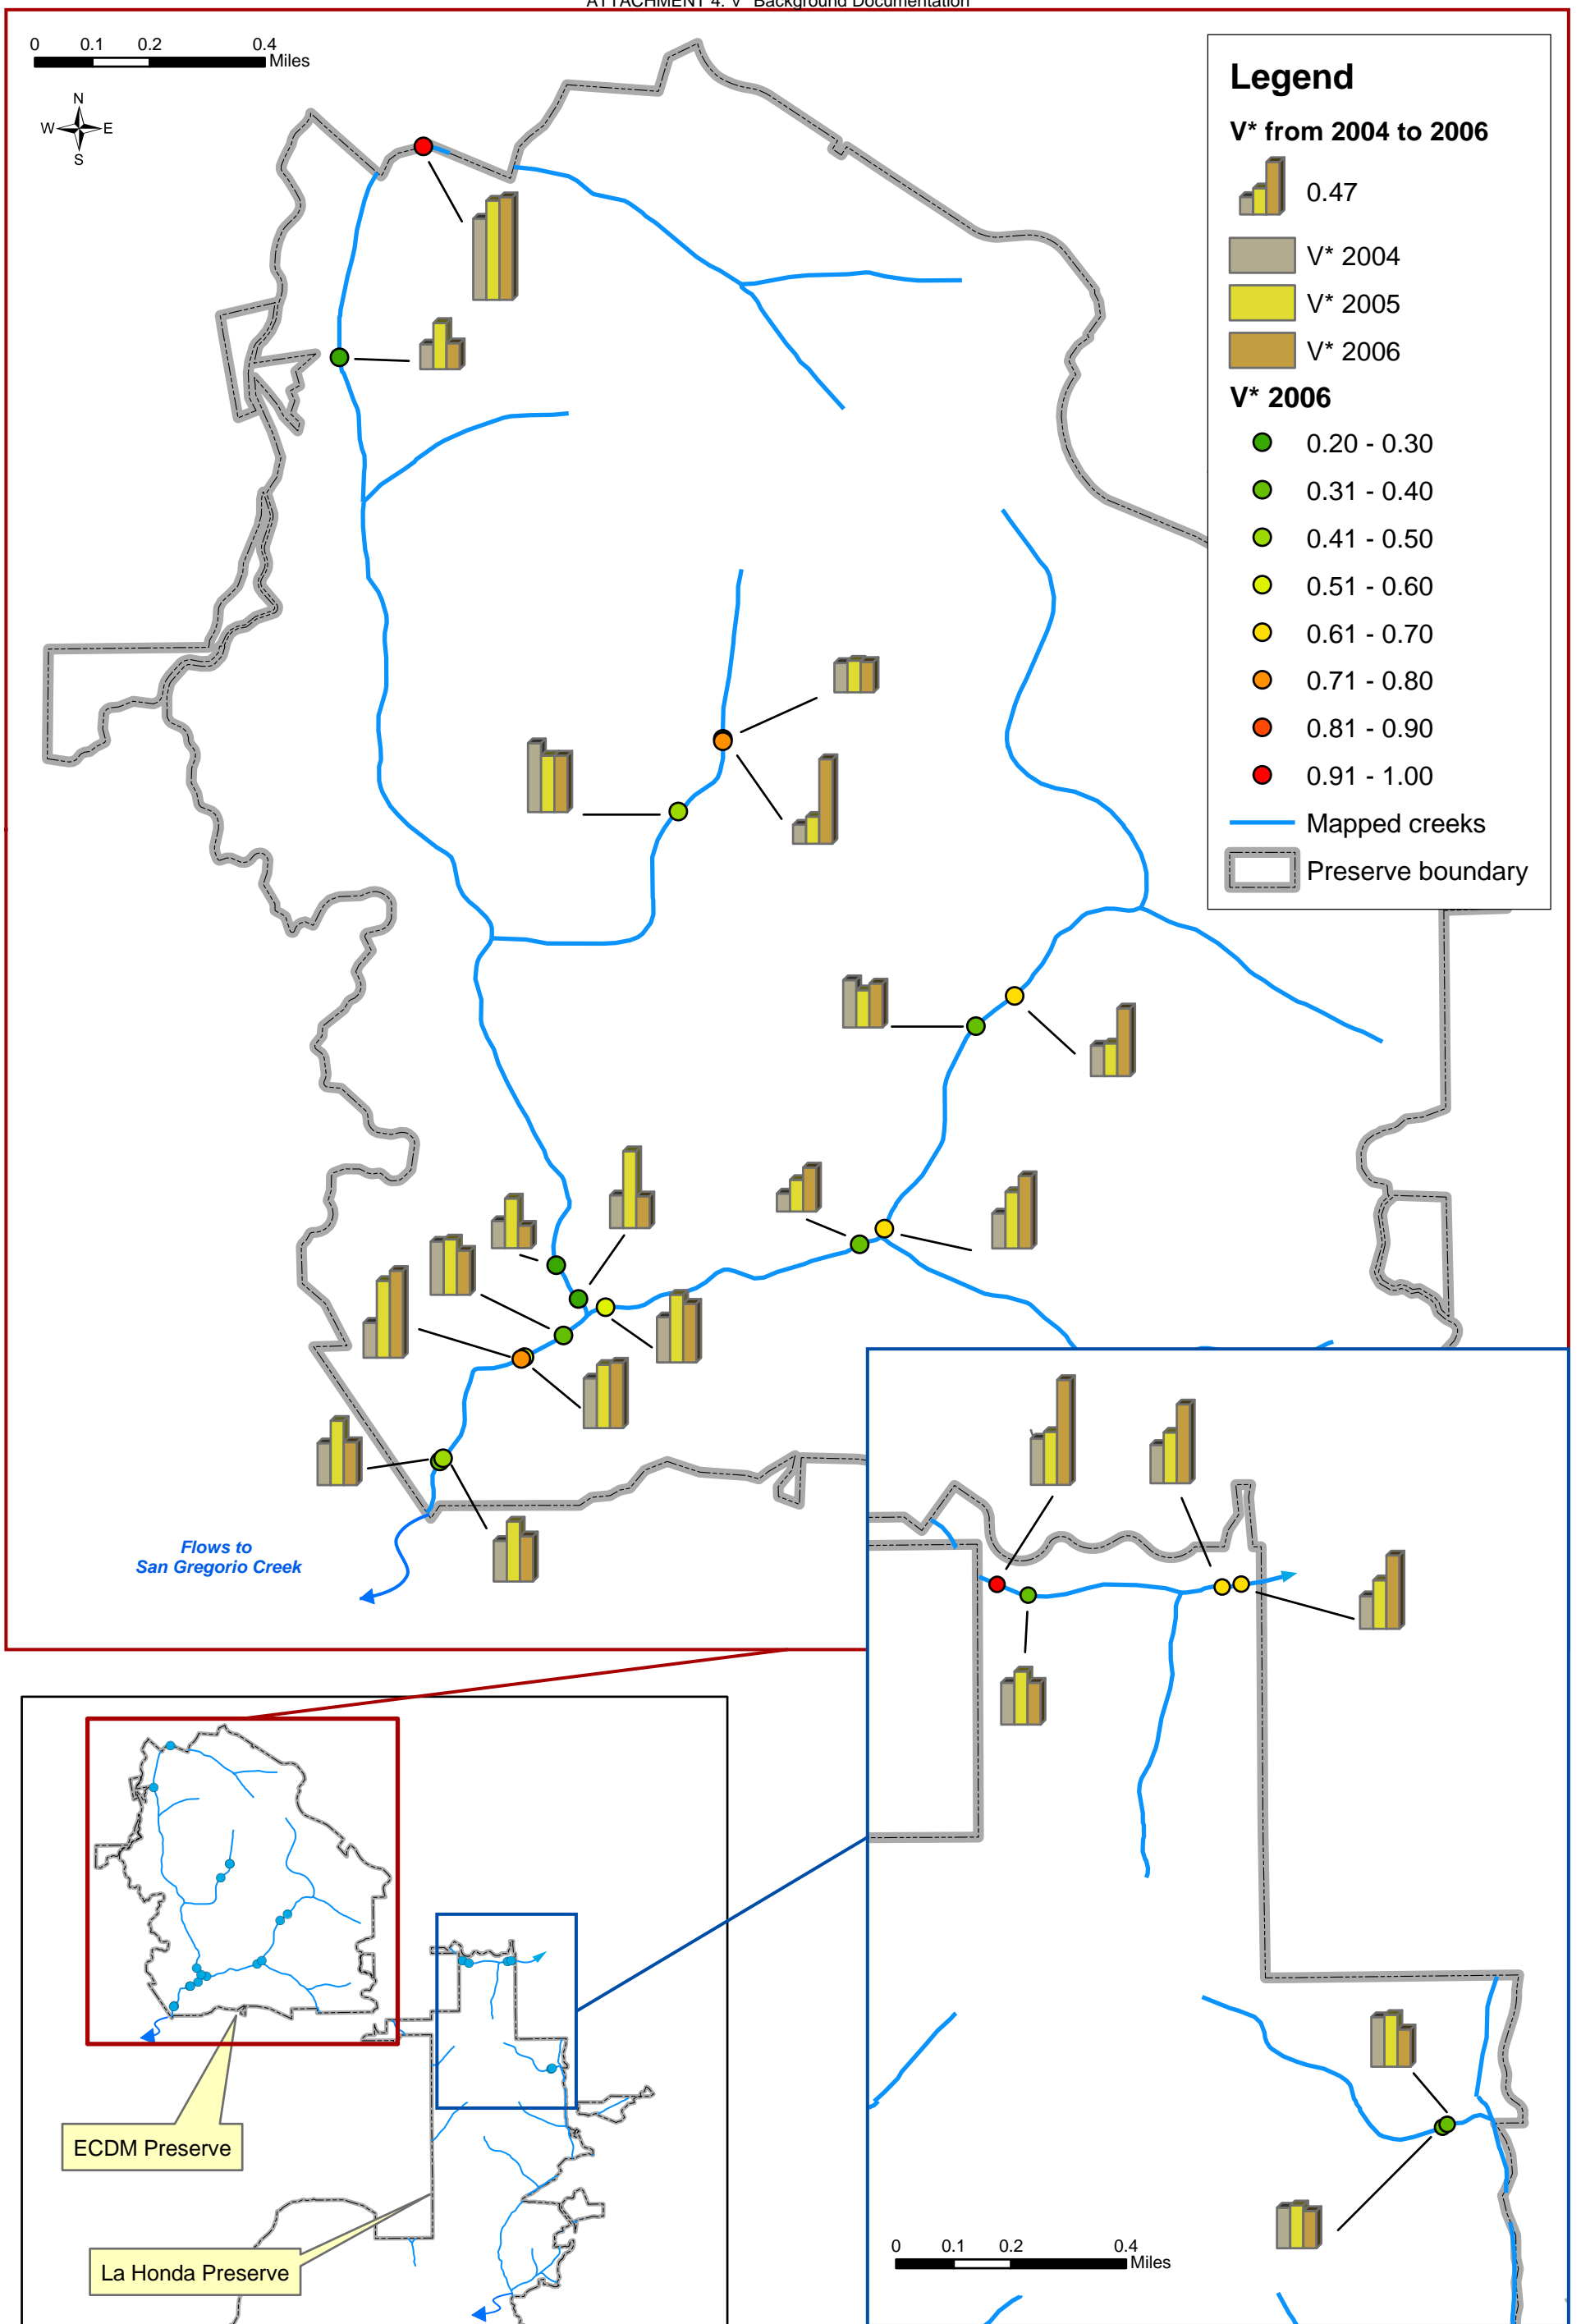 ATTACHMENT 4. V* Background Documentation
0 0.1 0.2 0.4
Miles
N
W E
S
Legend
V* from 2004 to 2006
0.47
V* 2004
V* 2005
V* 2006
V* 2006
0.20 - 0.30
0.31 - 0.40
0.41 - 0.50
0.51 - 0.60
0.61 - 0.70
0.71 - 0.80
0.81 - 0.90
0.91 - 1.00
Mapped creeks
Preserve boundary
Flows to
San Gregorio Creek
ECDM Preserve
La Honda Preserve
0 0.1 0.2 0.4
Miles